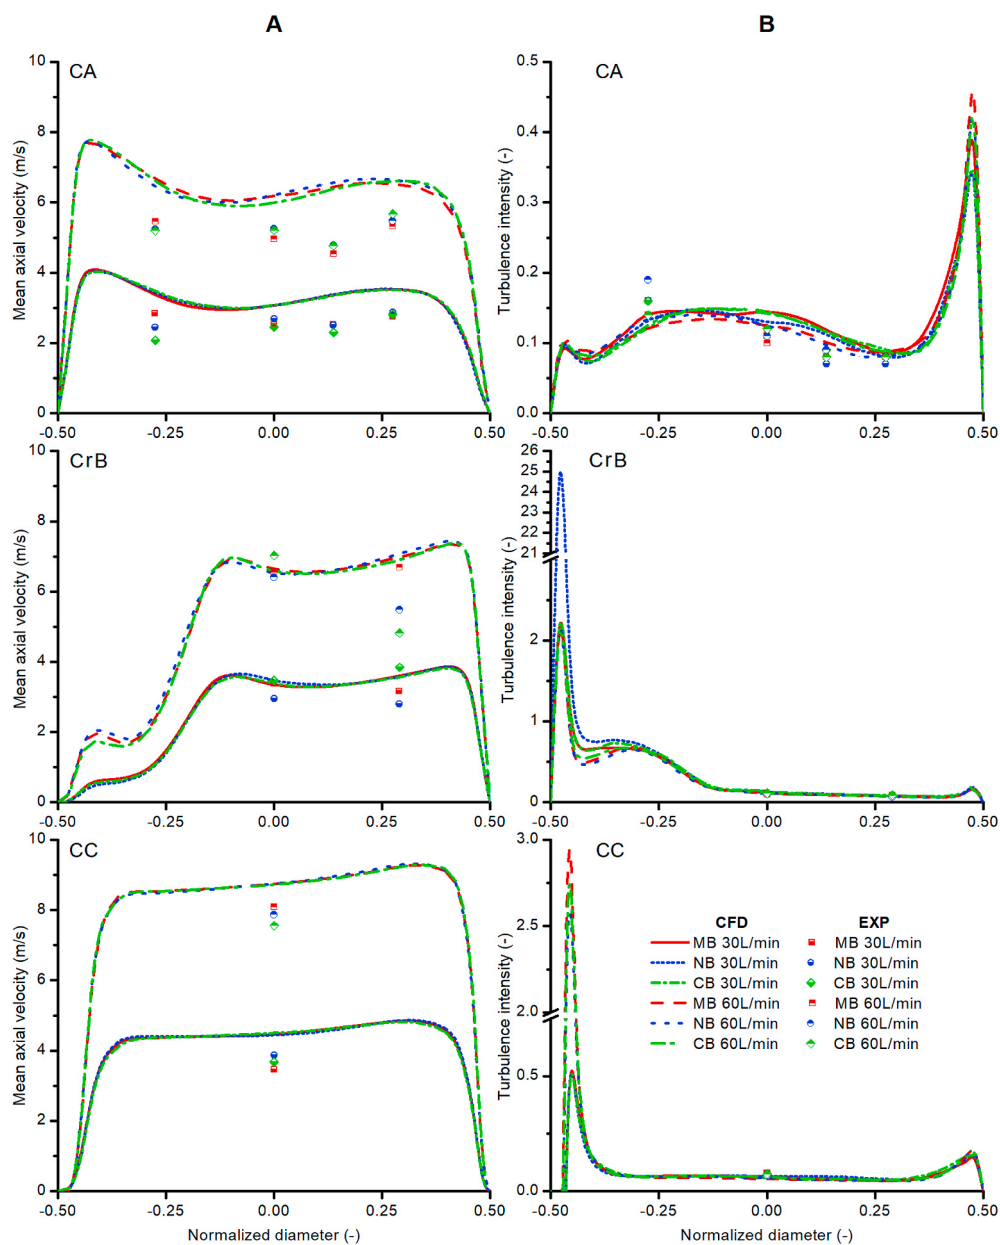 A
B
CA
Mean axial velocity (m/s)
10
8
6
4
2
0
-0.50
-0.25
0.00
0.25
0.50
CA
Turbulence intensity (-)
0.5
0.4
0.3
0.2
0.1
0.0
-0.50
-0.25
0.00
0.25
0.50
CrB
Mean axial velocity (m/s)
10
8
6
4
2
0
-0.50
-0.25
0.00
0.25
0.50
CrB
Turbulence intensity (-)
26
25
24
23
22
21
2
1
0
-0.50
-0.25
0.00
0.25
0.50
CC
Mean axial velocity (m/s)
10
8
6
4
2
0
-0.50
-0.25
0.00
0.25
0.50
Normalized diameter (-)
CC
Turbulence intensity (-)
3.0
2.5
2.0
0.5
0.0
-0.50
-0.25
0.00
0.25
0.50
Normalized diameter (-)
CFD EXP
MB 30L/min MB 30L/min
NB 30L/min NB 30L/min
CB 30L/min CB 30L/min
MB 60L/min MB 60L/min
NB 60L/min NB 60L/min
CB 60L/min CB 60L/min